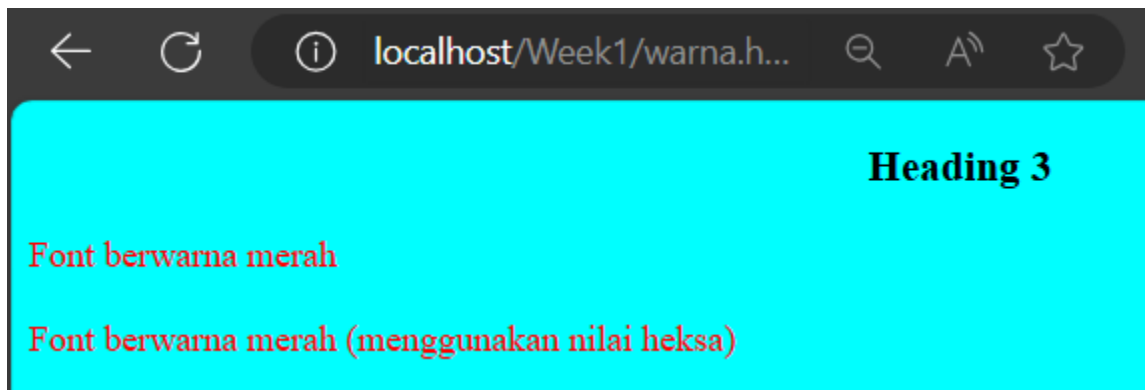 localhost/Week1/warna.h...
Heading 3
Font berwarna merah
Font berwarna merah (menggunakan nilai heksa)